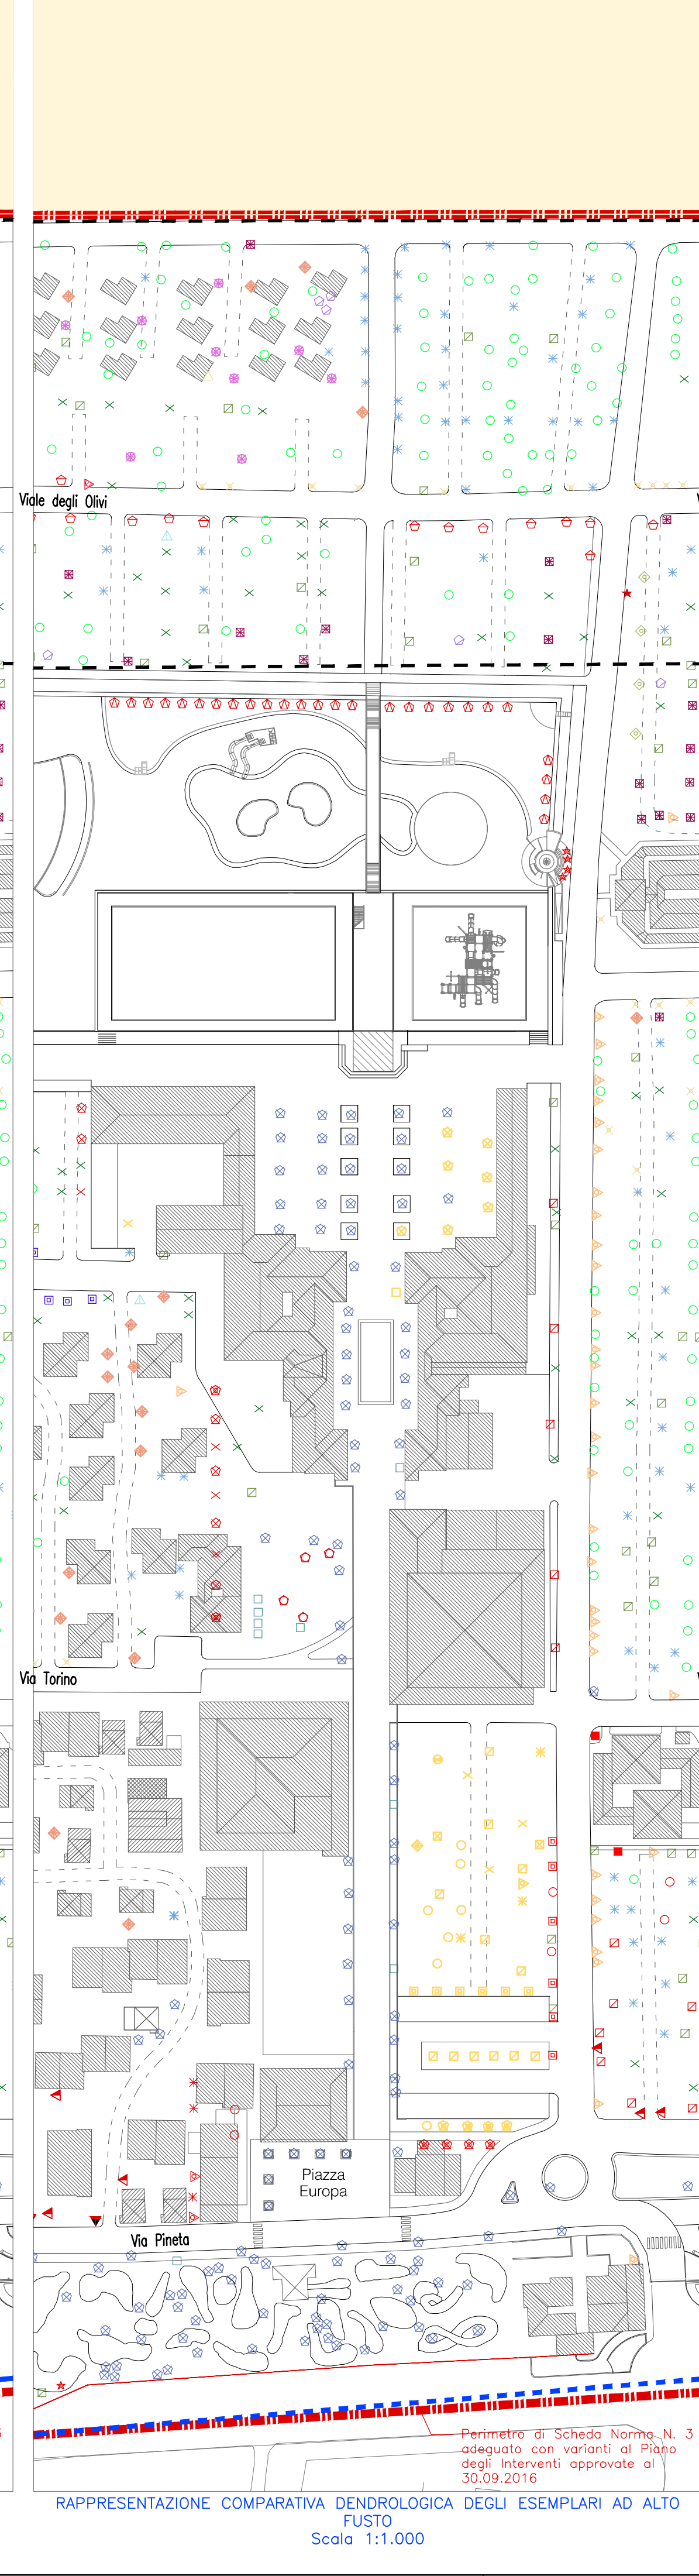 Viale degli Olivi
Via Torino
Piazza
Europa
Via Pineta
Perimetro di Scheda Norma N. 3
adeguato con varianti al Piano
degli Interventi approvate al
30.09.2016
RAPPRESENTAZIONE COMPARATIVA DENDROLOGICA DEGLI ESEMPLARI AD ALTO
FUSTO
Scala 1:1.000